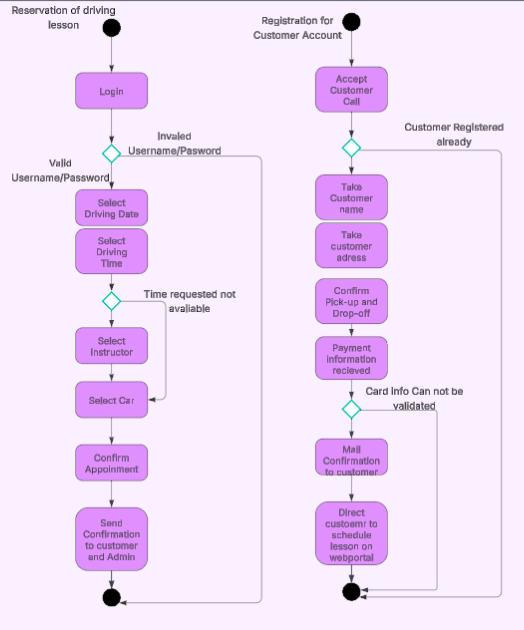 Reservation of driving
lesson
Login
Invaled
Username/Pasword
Valid
Username/Password
Select
Driving Date
Select
Driving
Time
Time requested not
avaliable
Select
Instructor
Select Car
Confirm
Appoinment
Send
Confirmation
to customer
and Admin
Registration for
Customer Account
Accept
Customer
Call
Customer Registered
already
Take
Customer
name
Take
customer
adress
Confirm
Pick-up and
Drop-off
Payment
information
recieved
Card info Can not be
validated
Mail
Confirmation
to customer
Direct
custoemr to
schedule
lesson on
webportal